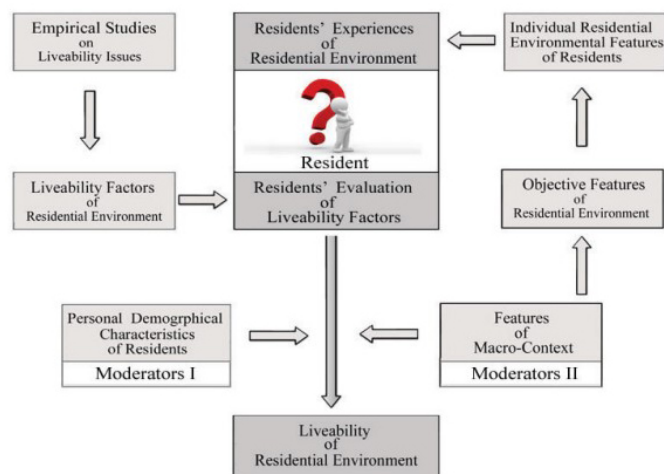 Empirical Studies
on
Liveability Issues
Residents' Experiences
of
Residential Environment
Individual Residential
Environmental Features
of Residents
Resident
Liveability Factors
of
Residential Environment
Residents' Evaluation
of
Liveability Factors
Objective Features
of
Residential Environment
Personal Demogrphical
Characteristics
of Residents
Moderators I
Features
of
Macro-Context
Moderators II
Liveability
of
Residential Environment